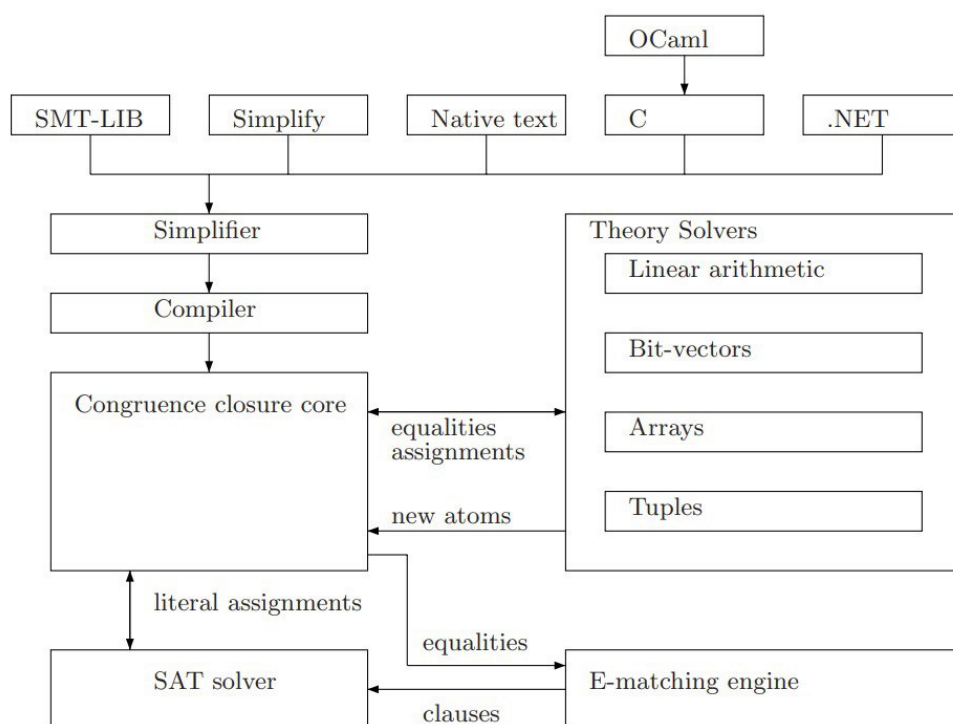 OCaml
SMT-LIB
Simplify
Native text
C
.NET
Simplifier
Theory Solvers
Linear arithmetic
Compiler
Bit-vectors
Congruence closure core
equalities
assignments
Arrays
new atoms
Tuples
literal assignments
equalities
SAT solver
E-matching engine
clauses